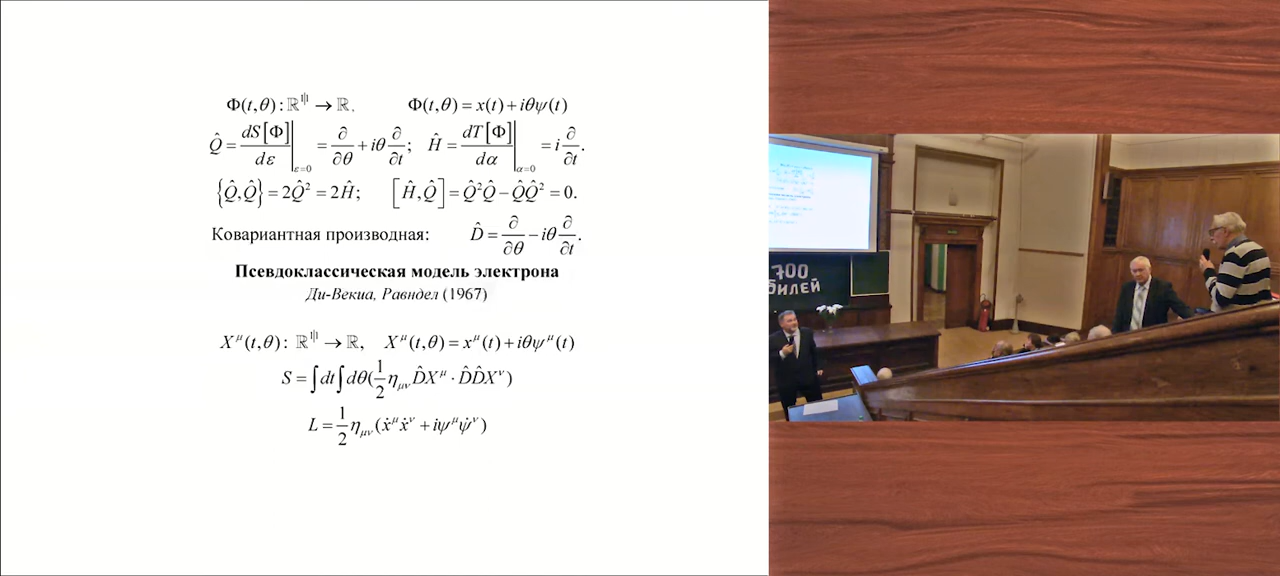 Φ(t,θ) : ℝ^{1|1} → ℝ, Φ(t,θ) = x(t) + iθψ(t)
Q̂ = dS[Φ]/dε |_{ε=0} = ∂/∂θ + iθ ∂/∂t; Ĥ = dT[Φ]/dα |_{α=0} = i ∂/∂t.
{Q̂,Q̂} = 2Q̂² = 2Ĥ; [Ĥ,Q̂] = Q̂²Q̂ − Q̂Q̂² = 0.
Ковариантная производная: D̂ = ∂/∂θ − iθ ∂/∂t.
Псевдоклассическая модель электрона
Ди-Векиа, Равндел (1967)
X^μ(t,θ) : ℝ^{1|1} → ℝ, X^μ(t,θ) = x^μ(t) + iθψ^μ(t)
S = ∫dt∫dθ(1/2 η_{μν} D̂X^μ · D̂D̂X^ν)
L = 1/2 η_{μν}(ẋ^μẋ^ν + iψ^μψ̇^ν)
700
БИЛЕЙ